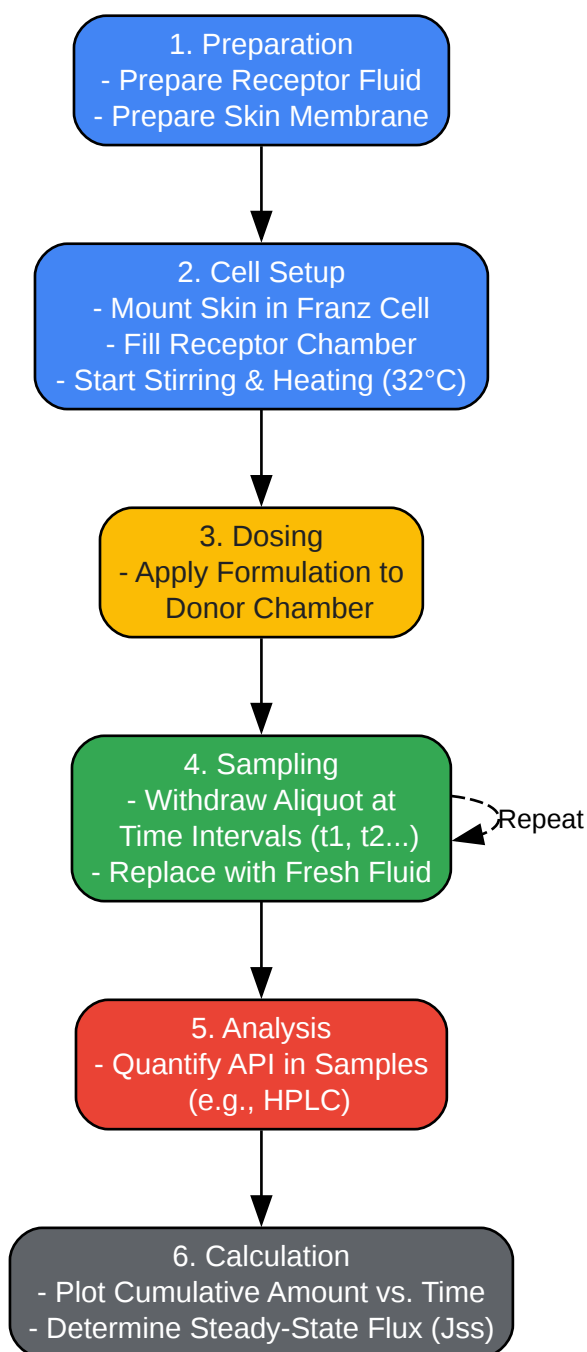 1. Preparation
- Prepare Receptor Fluid
- Prepare Skin Membrane
2. Cell Setup
- Mount Skin in Franz Cell
- Fill Receptor Chamber
- Start Stirring & Heating (32°C)
3. Dosing
- Apply Formulation to
Donor Chamber
4. Sampling
- Withdraw Aliquot at
Time Intervals (t1, t2...)
- Replace with Fresh Fluid
Repeat
5. Analysis
- Quantify API in Samples
(e.g., HPLC)
6. Calculation
- Plot Cumulative Amount vs. Time
- Determine Steady-State Flux (Jss)